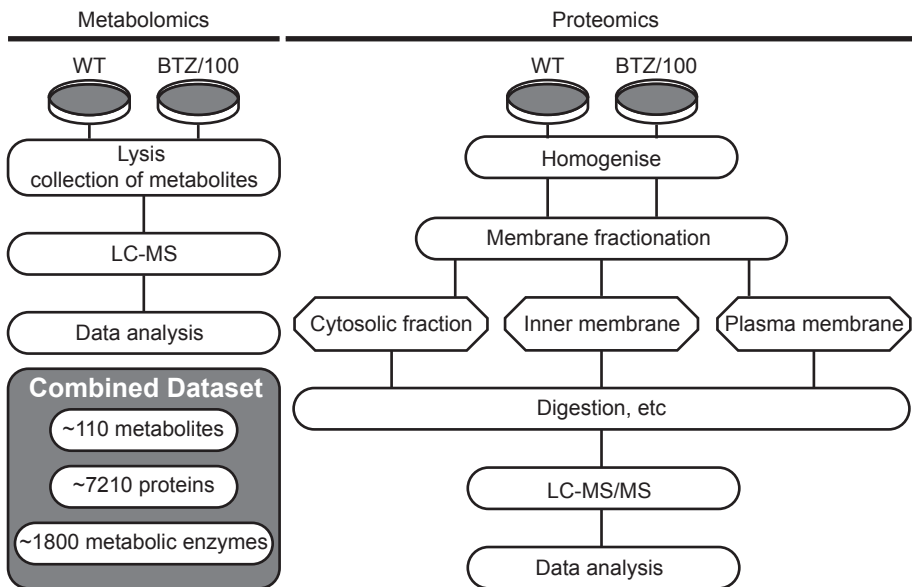 Metabolomics
WT
BTZ/100
Lysis
collection of metabolites
LC-MS
Data analysis
Combined Dataset
~110 metabolites
~7210 proteins
~1800 metabolic enzymes
Proteomics
WT
BTZ/100
Homogenise
Membrane fractionation
Cytosolic fraction
Inner membrane
Plasma membrane
Digestion, etc
LC-MS/MS
Data analysis